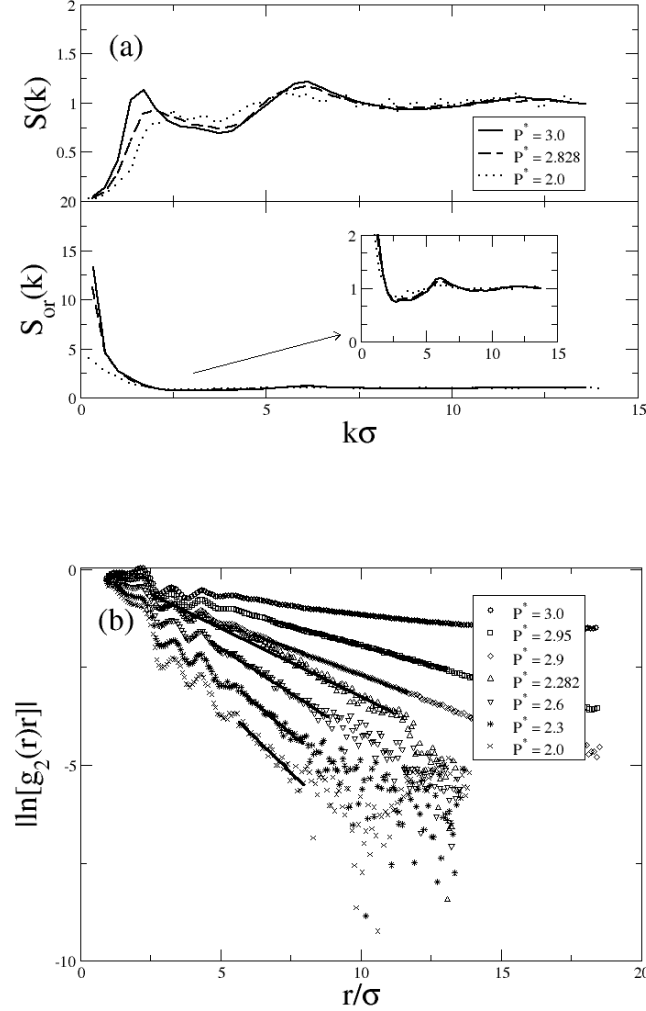 (a)
S(k)
2
1.5
1
0.5
P* = 3.0
P* = 2.828
P* = 2.0
20
15
10
5
0
S_or(k)
2
1
0
0 5 10 15
0 5 10 15
kσ
(b)
|ln[g_2(r)r]|
0
-5
-10
P* = 3.0
P* = 2.95
P* = 2.9
P* = 2.282
P* = 2.6
P* = 2.3
P* = 2.0
0 5 10 15 20
r/σ